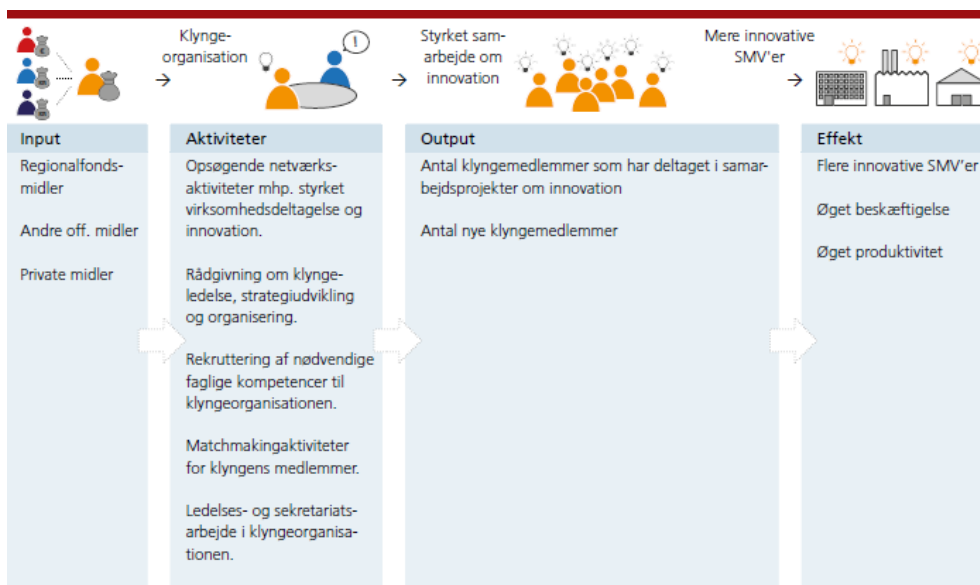 Klynge-
organisation
!
Styrket sam-
arbejde om
innovation
Mere innovative
SMV'er
Input
Regionalfonds-
midler
Andre off. midler
Private midler
Aktiviteter
Opsøgende netværks-
aktiviteter mhp. styrket
virksomhedsdeltagelse og
innovation.
Rådgivning om klynge-
ledelse, strategiudvikling
og organisering.
Rekruttering af nødvendige
faglige kompetencer til
klyngeorganisationen.
Matchmakingaktiviteter
for klyngens medlemmer.
Ledelses- og sekretariats-
arbejde i klyngeorganisa-
tionen.
Output
Antal klyngemedlemmer som har deltaget i samar-
bejdsprojekter om innovation
Antal nye klyngemedlemmer
Effekt
Flere innovative SMV'er
Øget beskæftigelse
Øget produktivitet